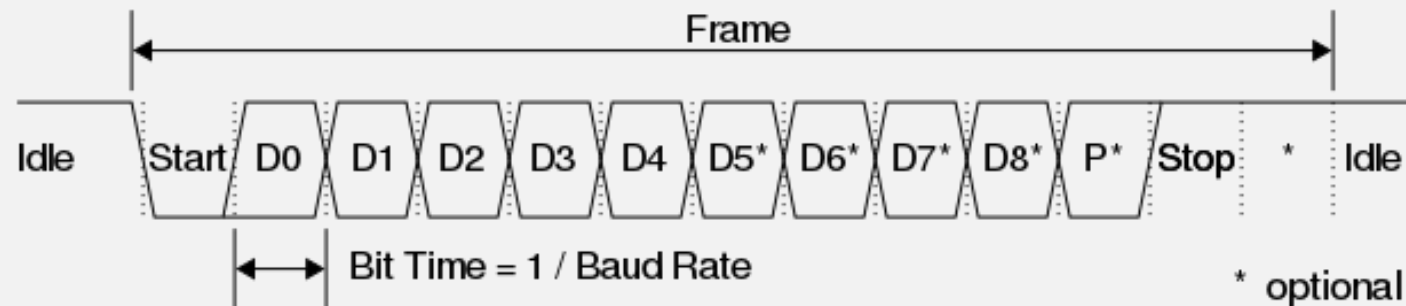 Frame
Idle Start D0 D1 D2 D3 D4 D5* D6* D7* D8* P* Stop * Idle
Bit Time = 1 / Baud Rate
* optional